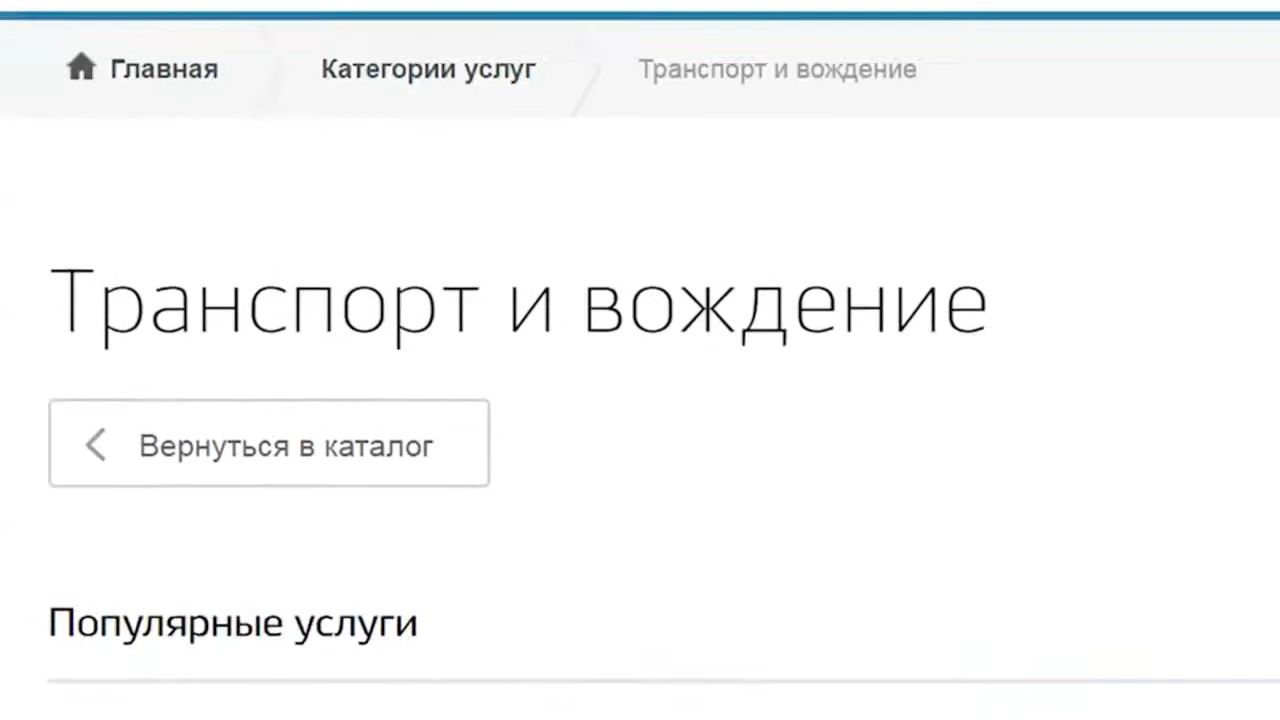 Главная Категории услуг Транспорт и вождение
Транспорт и вождение
Вернуться в каталог
Популярные услуги